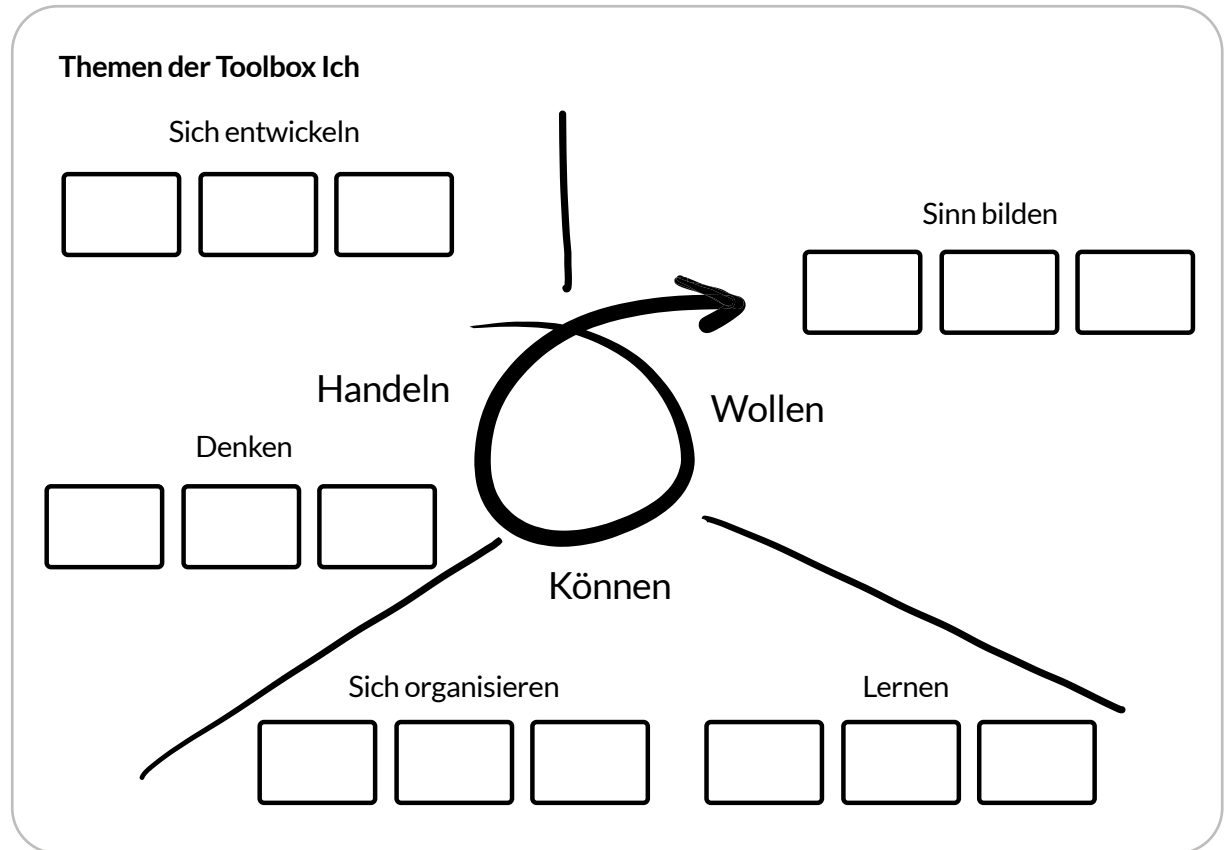 Themen der Toolbox Ich
Sich entwickeln
Sinn bilden
Handeln
Wollen
Denken
Können
Sich organisieren
Lernen